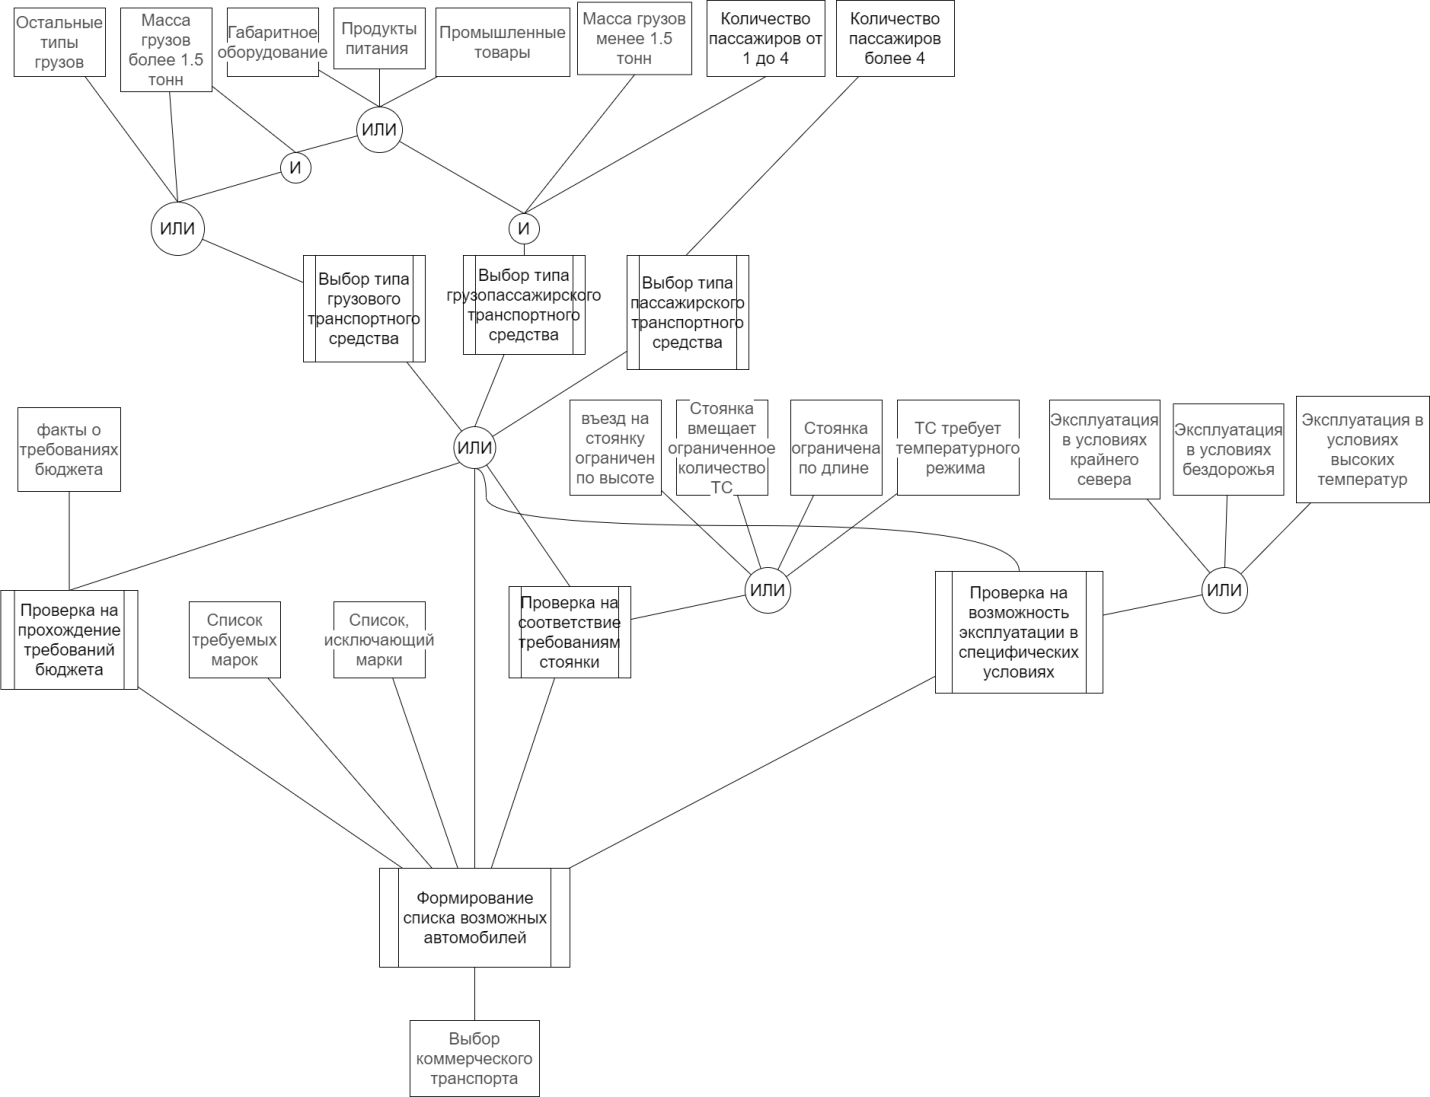 Остальные
типы
грузов
Масса
грузов
более 1.5
тонн
Габаритное
оборудование
Продукты
питания
Промышленные
товары
Масса грузов
менее 1.5
тонн
Количество
пассажиров от
1 до 4
Количество
пассажиров
более 4
ИЛИ
И
ИЛИ
И
Выбор типа
грузового
транспортного
средства
Выбор типа
грузопассажирского
транспортного
средства
Выбор типа
пассажирского
транспортного
средства
факты о
требованиях
бюджета
ИЛИ
въезд на
стоянку
ограничен
по высоте
Стоянка
вмещает
ограниченное
количество
ТС
Стоянка
ограничена
по длине
ТС требует
температурного
режима
Эксплуатация
в условиях
крайнего
севера
Эксплуатация
в условиях
бездорожья
Эксплуатация в
условиях
высоких
температур
ИЛИ
ИЛИ
Проверка на
прохождение
требований
бюджета
Список
требуемых
марок
Список,
исключающий
марки
Проверка на
соответствие
требованиям
стоянки
Проверка на
возможность
эксплуатации в
специфических
условиях
Формирование
списка возможных
автомобилей
Выбор
коммерческого
транспорта